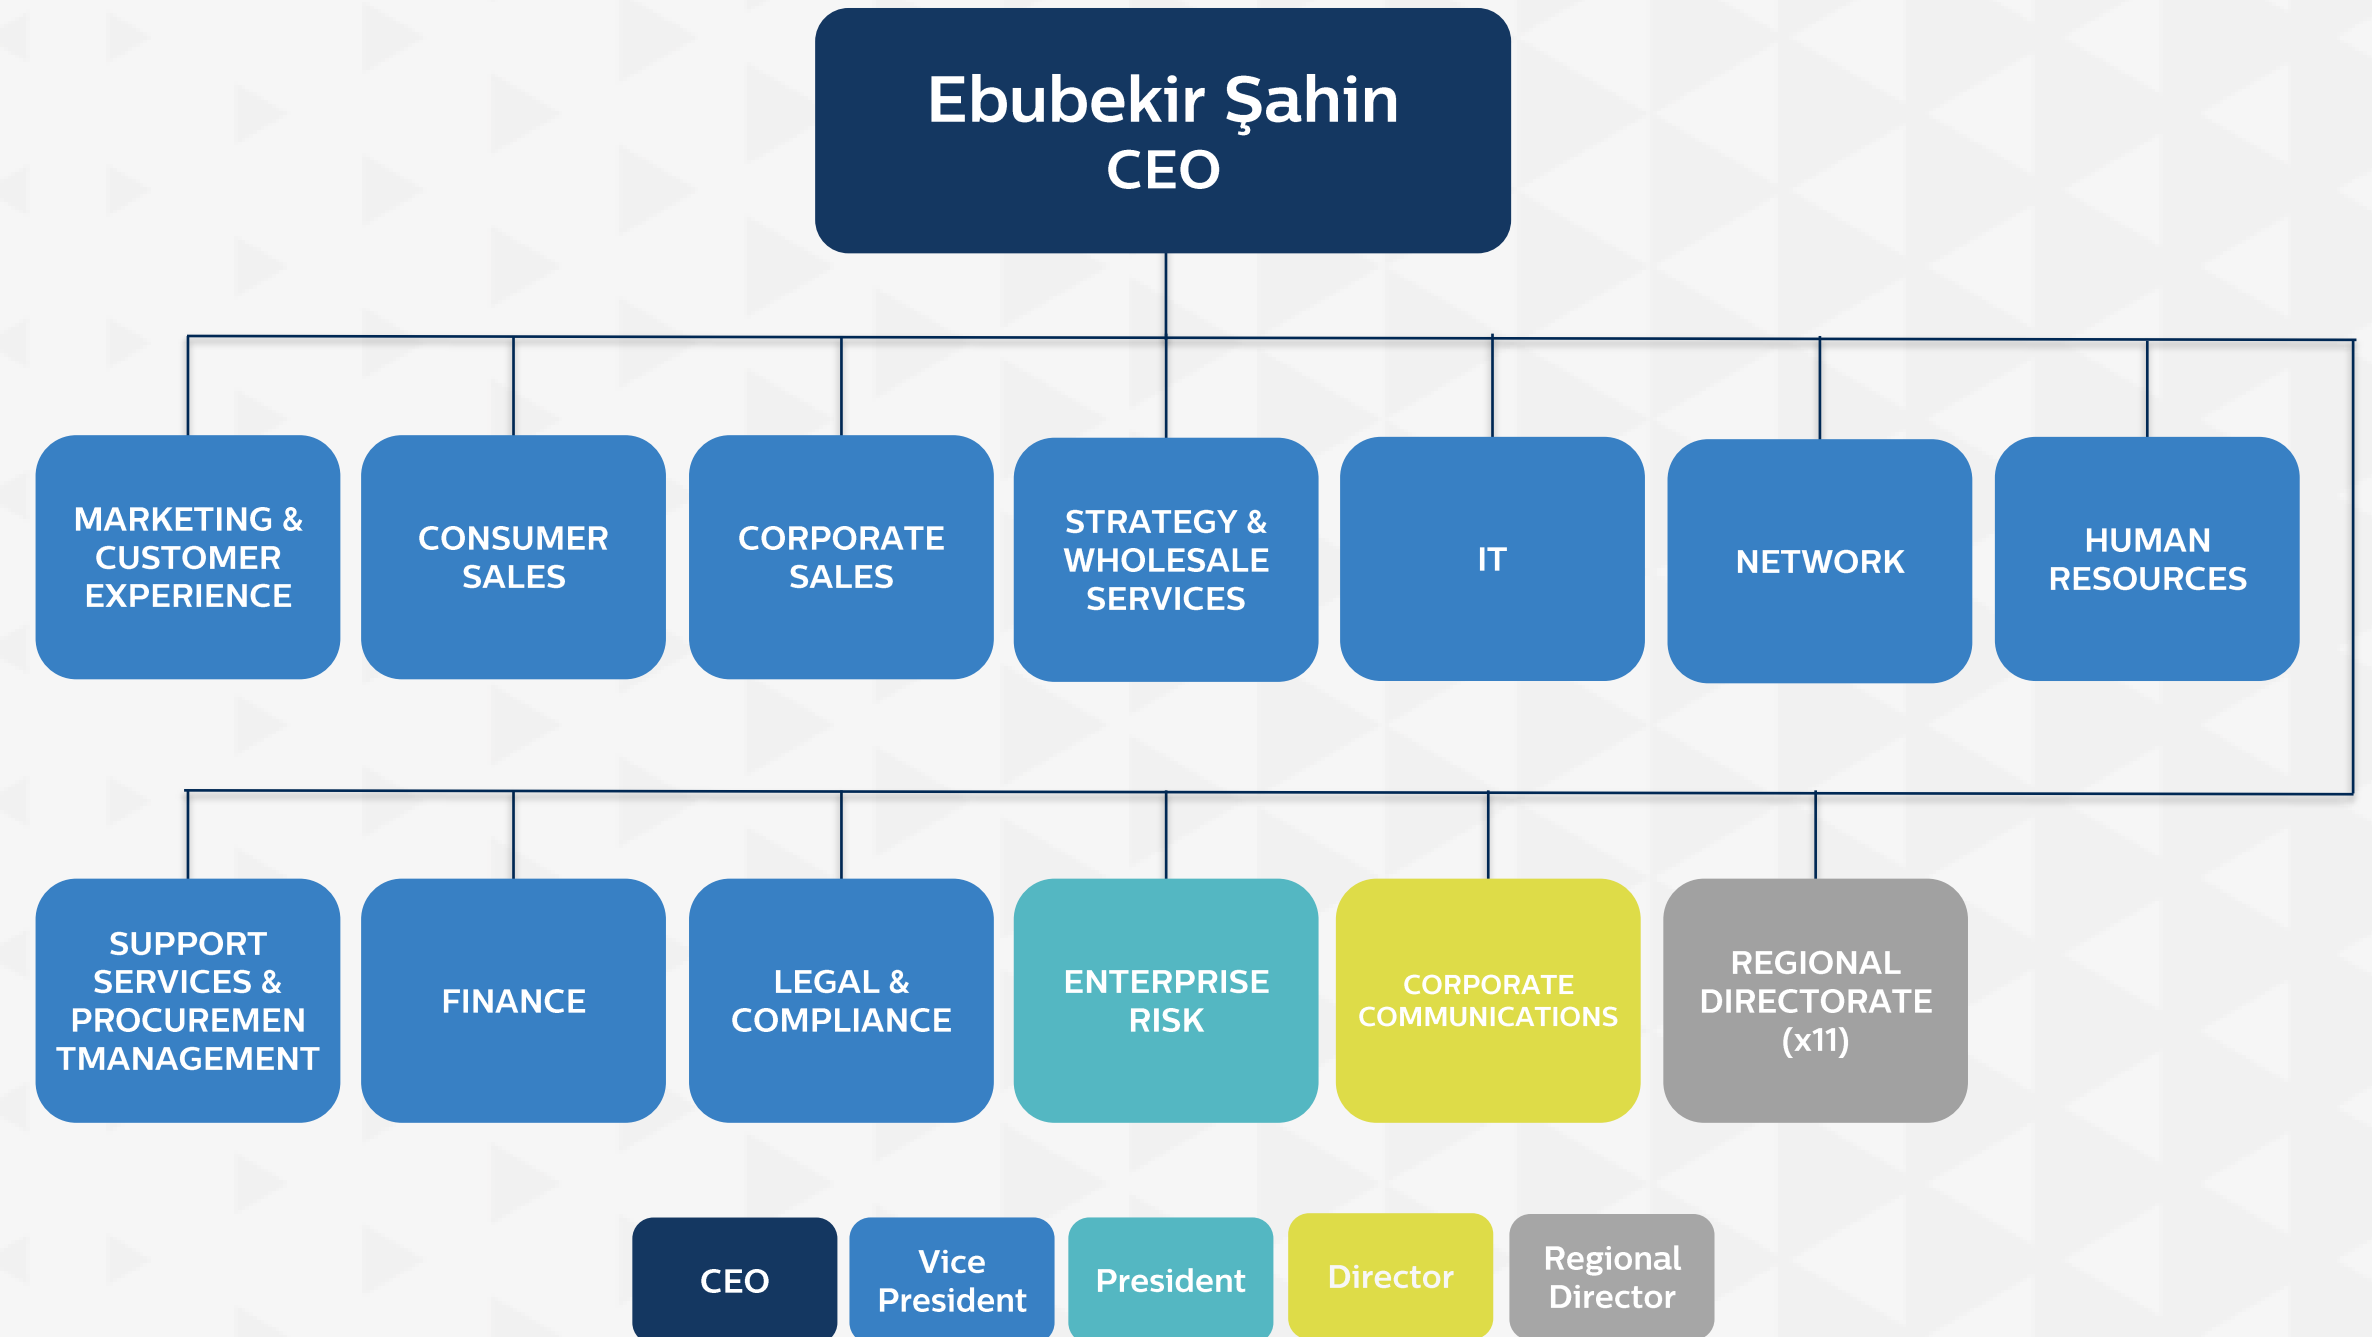 Ebubekir Şahin
CEO
MARKETING &
CUSTOMER
EXPERIENCE
CONSUMER
SALES
CORPORATE
SALES
STRATEGY &
WHOLESALE
SERVICES
IT
NETWORK
HUMAN
RESOURCES
SUPPORT
SERVICES &
PROCUREMEN
TMANAGEMENT
FINANCE
LEGAL &
COMPLIANCE
ENTERPRISE
RISK
CORPORATE
COMMUNICATIONS
REGIONAL
DIRECTORATE
(x11)
CEO
Vice
President
President
Director
Regional
Director